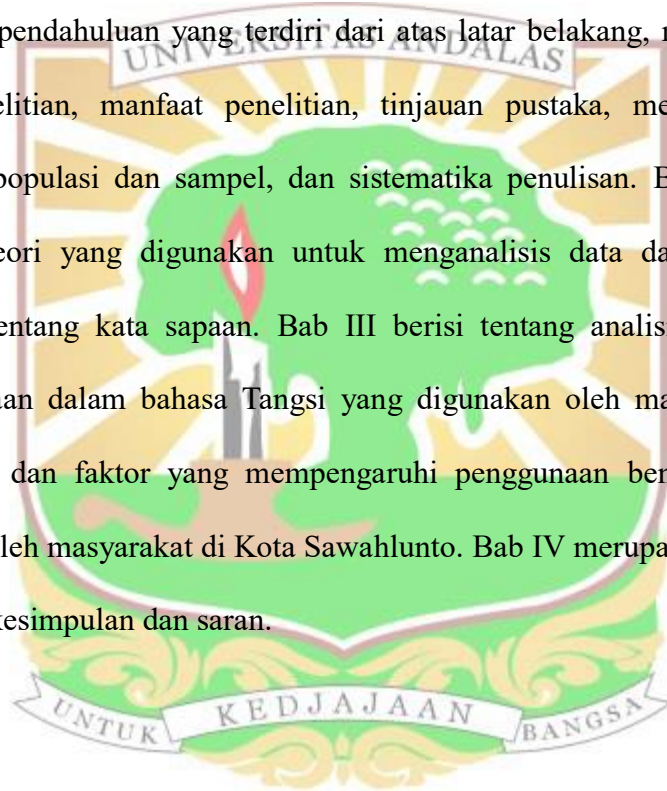 pendahuluan yang terdiri dari atas latar belakang,
UNIVERSITAS ANDALAS
elitian, manfaat penelitian, tinjauan pustaka, me
populasi dan sampel, dan sistematika penulisan. B
eori yang digunakan untuk menganalisis data da
entang kata sapaan. Bab III berisi tentang analis
aan dalam bahasa Tangsi yang digunakan oleh ma
dan faktor yang mempengaruhi penggunaan ben
leh masyarakat di Kota Sawahlunto. Bab IV merupa
kesimpulan dan saran.
UNTUK KEDJAJAAN BANGSA